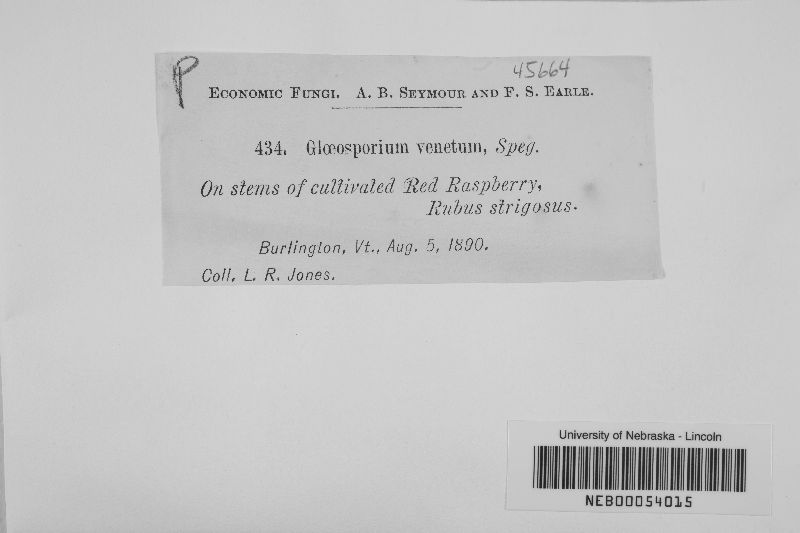 P
45664
Economic Fungi. A. B. Seymour and F. S. Earle.
434. Glœosporium venetum, Speg.
On stems of cultivated Red Raspberry,
Rubus strigosus.
Burlington, Vt., Aug. 5, 1890.
Coll. L. R. Jones.
University of Nebraska - Lincoln
NEB00054015